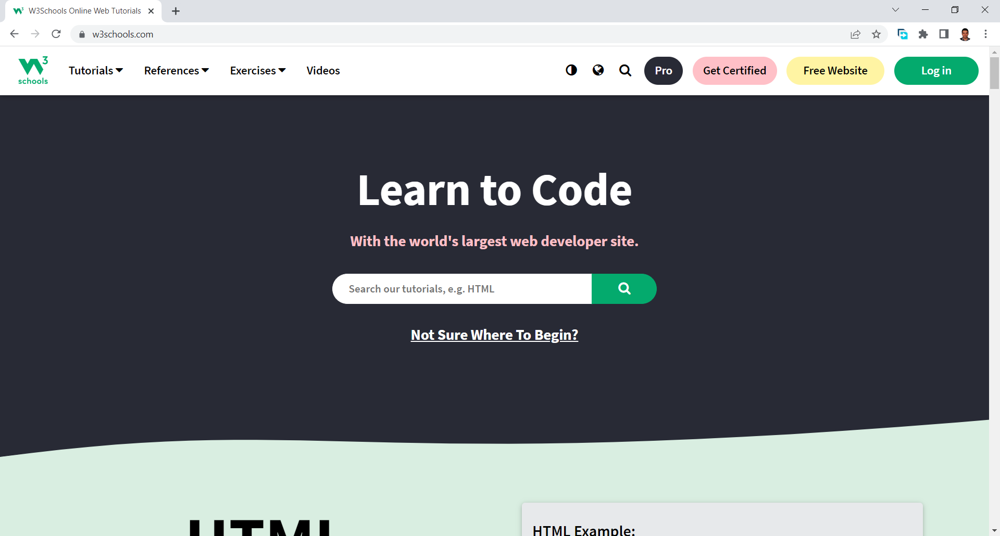 W3Schools Online Web Tutorials
w3schools.com
W3 schools
Tutorials
References
Exercises
Videos
Pro
Get Certified
Free Website
Log in
Learn to Code
With the world's largest web developer site.
Search our tutorials, e.g. HTML
Not Sure Where To Begin?
HTML
HTML Example: